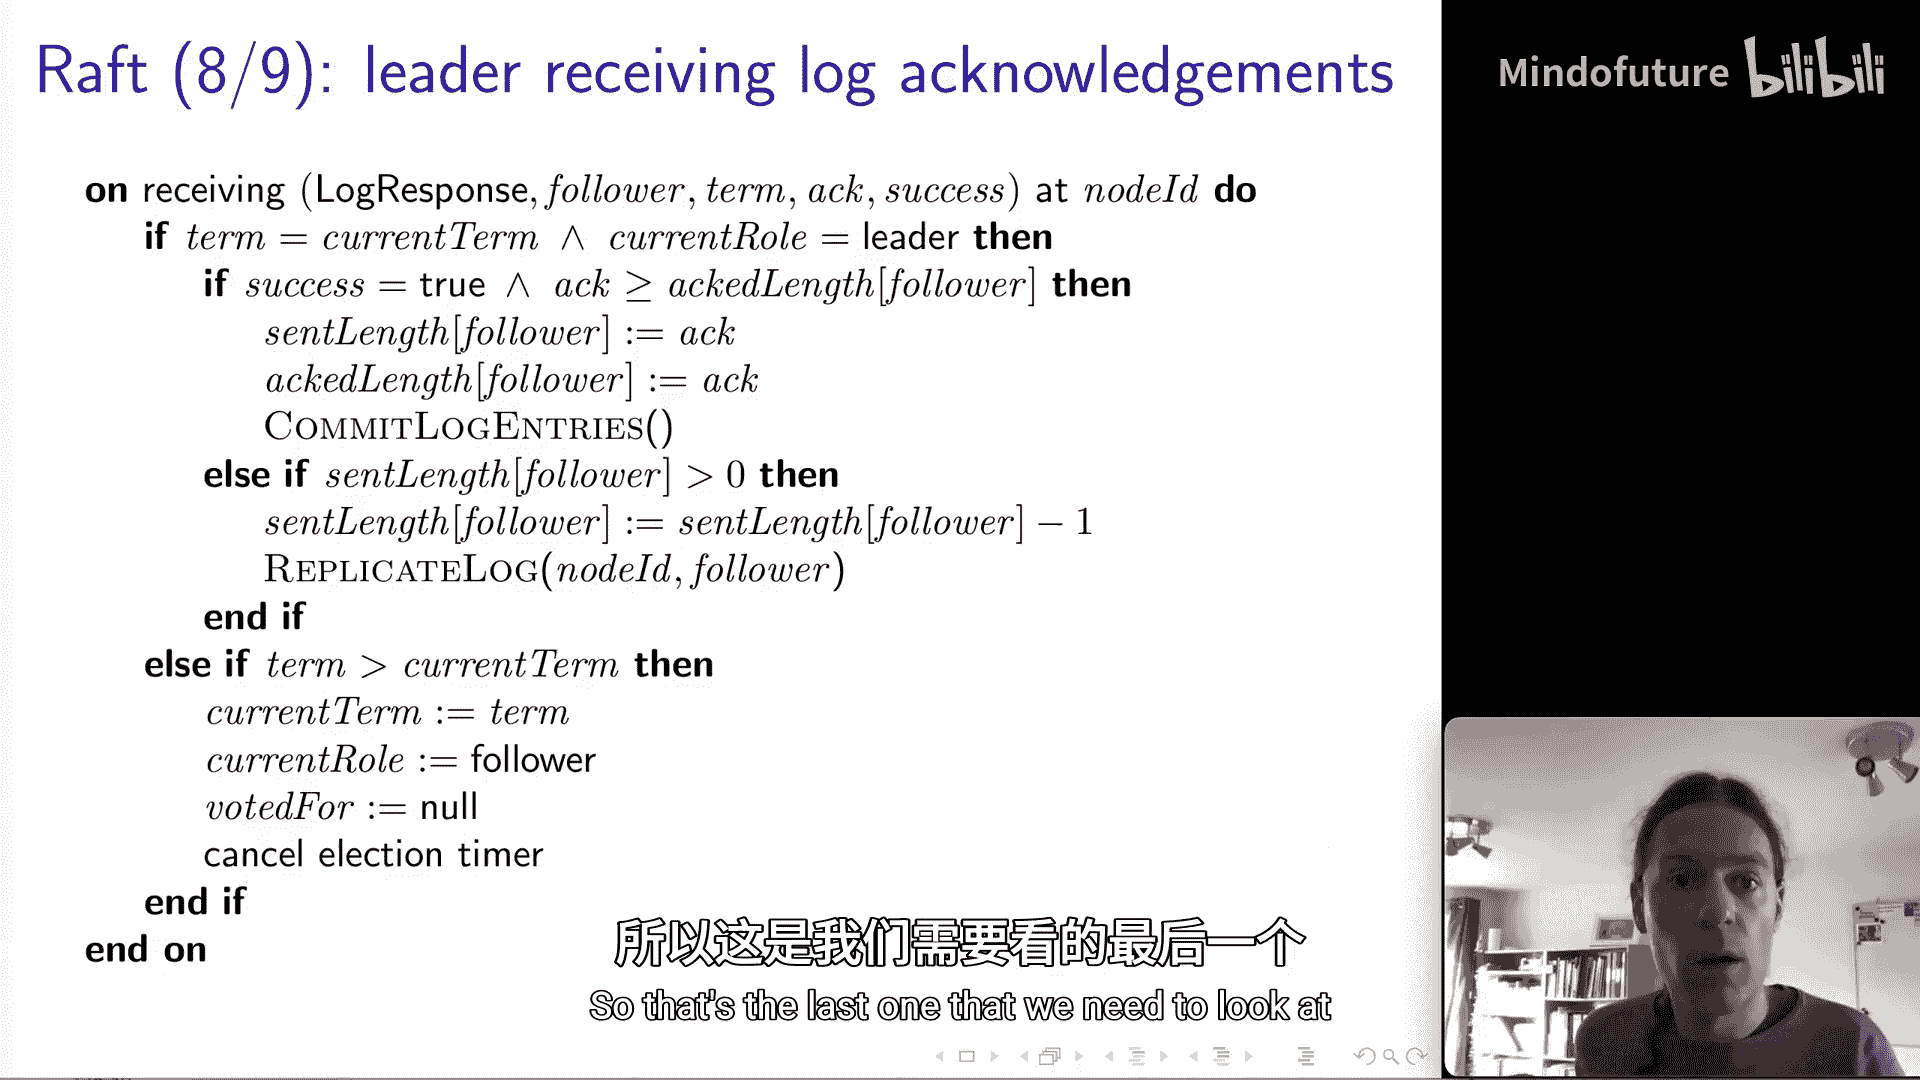 Raft (8/9): leader receiving log acknowledgements
Mindofuture bilibili
on receiving (LogResponse, follower, term, ack, success) at nodeId do
if term = currentTerm ∧ currentRole = leader then
if success = true ∧ ack ≥ ackedLength[follower] then
sentLength[follower] := ack
ackedLength[follower] := ack
COMMITLOGENTRIES()
else if sentLength[follower] > 0 then
sentLength[follower] := sentLength[follower] − 1
REPLICATELOG(nodeId, follower)
end if
else if term > currentTerm then
currentTerm := term
currentRole := follower
votedFor := null
cancel election timer
end if
end on
所以这是我们需要看的最后一个
So that's the last one that we need to look at